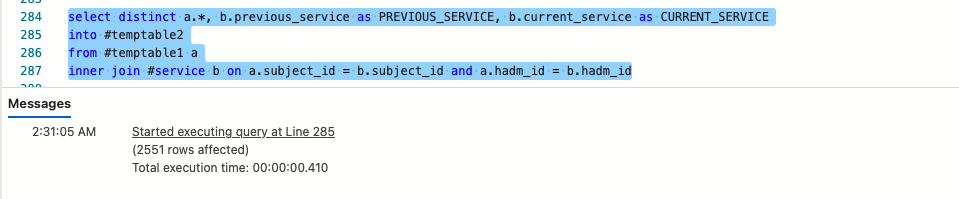 284 select distinct a.*, b.previous_service as PREVIOUS_SERVICE, b.current_service as CURRENT_SERVICE
285 into #temptable2
286 from #temptable1 a
287 inner join #service b on a.subject_id = b.subject_id and a.hadm_id = b.hadm_id
Messages
2:31:05 AM Started executing query at Line 285
(2551 rows affected)
Total execution time: 00:00:00.410